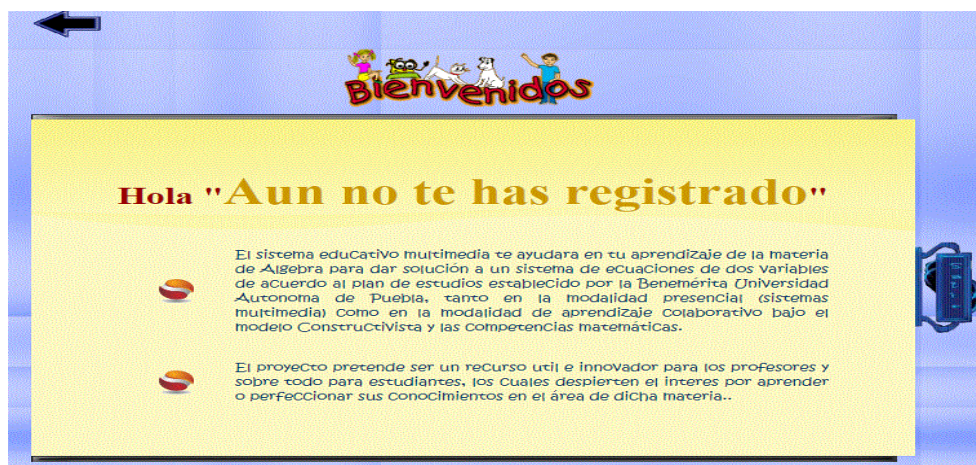 Bienvenidos
Hola "Aun no te has registrado"
El sistema educativo multimedia te ayudara en tu aprendizaje de la materia
de Algebra para dar solución a un sistema de ecuaciones de dos variables
de acuerdo al plan de estudios establecido por la Benemérita Universidad
Autonoma de Puebla, tanto en la modalidad presencial (sistemas
multimedia) como en la modalidad de aprendizaje colaborativo bajo el
modelo Constructivista y las competencias matemáticas.
El proyecto pretende ser un recurso util e innovador para los profesores y
sobre todo para estudiantes, los cuales despierten el interes por aprender
o perfeccionar sus conocimientos en el área de dicha materia..